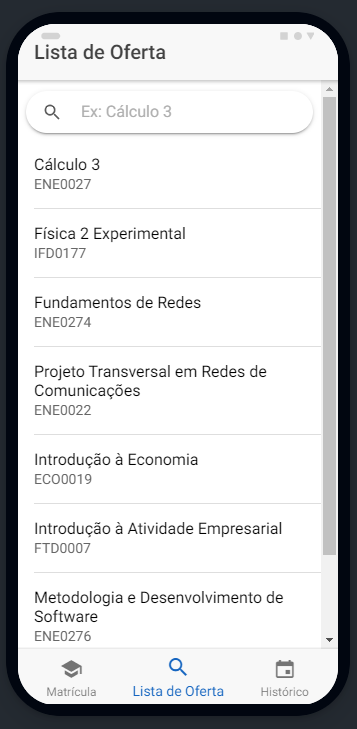 Lista de Oferta
Ex: Cálculo 3
Cálculo 3
ENE0027
Física 2 Experimental
IFD0177
Fundamentos de Redes
ENE0274
Projeto Transversal em Redes de
Comunicações
ENE0022
Introdução à Economia
ECO0019
Introdução à Atividade Empresarial
FTD0007
Metodologia e Desenvolvimento de
Software
ENE0276
Matrícula
Lista de Oferta
Histórico